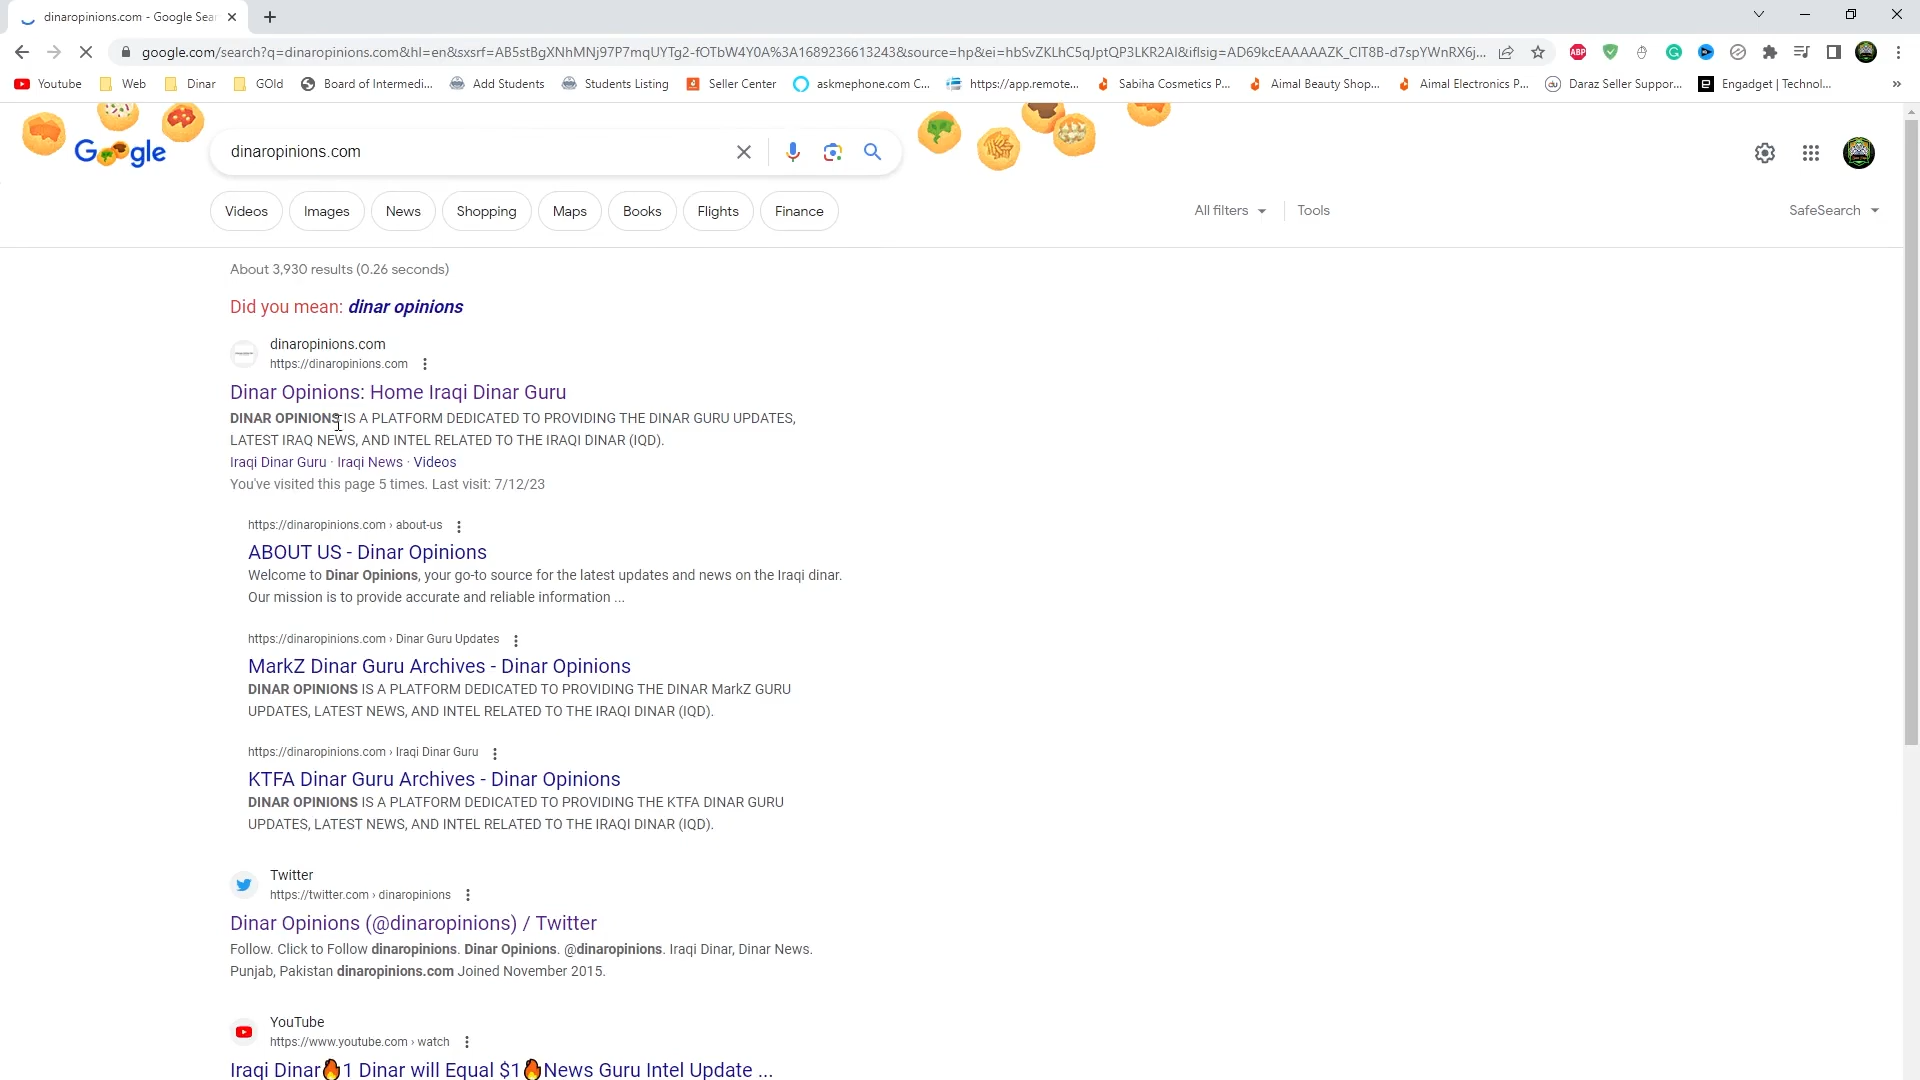 dinaropinions.com - Google Sear
google.com/search?q=dinaropinions.com&hl=en&sxsrf=AB5stBgXNhMNj97P7mqUYTg2-fOTbW4Y0A%3A1689236613243&source=hp&ei=hbSvZKLhC5qJptQP3LKR2AI&iflsig=AD69kcEAAAAAZK_CIT8B-d7spYWnRX6j...
ABP
Youtube Web Dinar GOld Board of Intermedi... Add Students Students Listing Seller Center askmephone.com C... https://app.remote... Sabiha Cosmetics P... Aimal Beauty Shop... Aimal Electronics P... Daraz Seller Suppor... Engadget | Technol... »
Google
dinaropinions.com
Videos Images News Shopping Maps Books Flights Finance All filters Tools SafeSearch
About 3,930 results (0.26 seconds)
Did you mean: dinar opinions
dinaropinions.com
https://dinaropinions.com
Dinar Opinions: Home Iraqi Dinar Guru
DINAR OPINIONS IS A PLATFORM DEDICATED TO PROVIDING THE DINAR GURU UPDATES,
LATEST IRAQ NEWS, AND INTEL RELATED TO THE IRAQI DINAR (IQD).
Iraqi Dinar Guru · Iraqi News · Videos
You've visited this page 5 times. Last visit: 7/12/23
https://dinaropinions.com › about-us
ABOUT US - Dinar Opinions
Welcome to Dinar Opinions, your go-to source for the latest updates and news on the Iraqi dinar.
Our mission is to provide accurate and reliable information ...
https://dinaropinions.com › Dinar Guru Updates
MarkZ Dinar Guru Archives - Dinar Opinions
DINAR OPINIONS IS A PLATFORM DEDICATED TO PROVIDING THE DINAR MarkZ GURU
UPDATES, LATEST NEWS, AND INTEL RELATED TO THE IRAQI DINAR (IQD).
https://dinaropinions.com › Iraqi Dinar Guru
KTFA Dinar Guru Archives - Dinar Opinions
DINAR OPINIONS IS A PLATFORM DEDICATED TO PROVIDING THE KTFA DINAR GURU
UPDATES, LATEST NEWS, AND INTEL RELATED TO THE IRAQI DINAR (IQD).
Twitter
https://twitter.com › dinaropinions
Dinar Opinions (@dinaropinions) / Twitter
Follow. Click to Follow dinaropinions. Dinar Opinions. @dinaropinions. Iraqi Dinar, Dinar News.
Punjab, Pakistan dinaropinions.com Joined November 2015.
YouTube
https://www.youtube.com › watch
Iraqi Dinar🔥1 Dinar will Equal $1🔥News Guru Intel Update ...